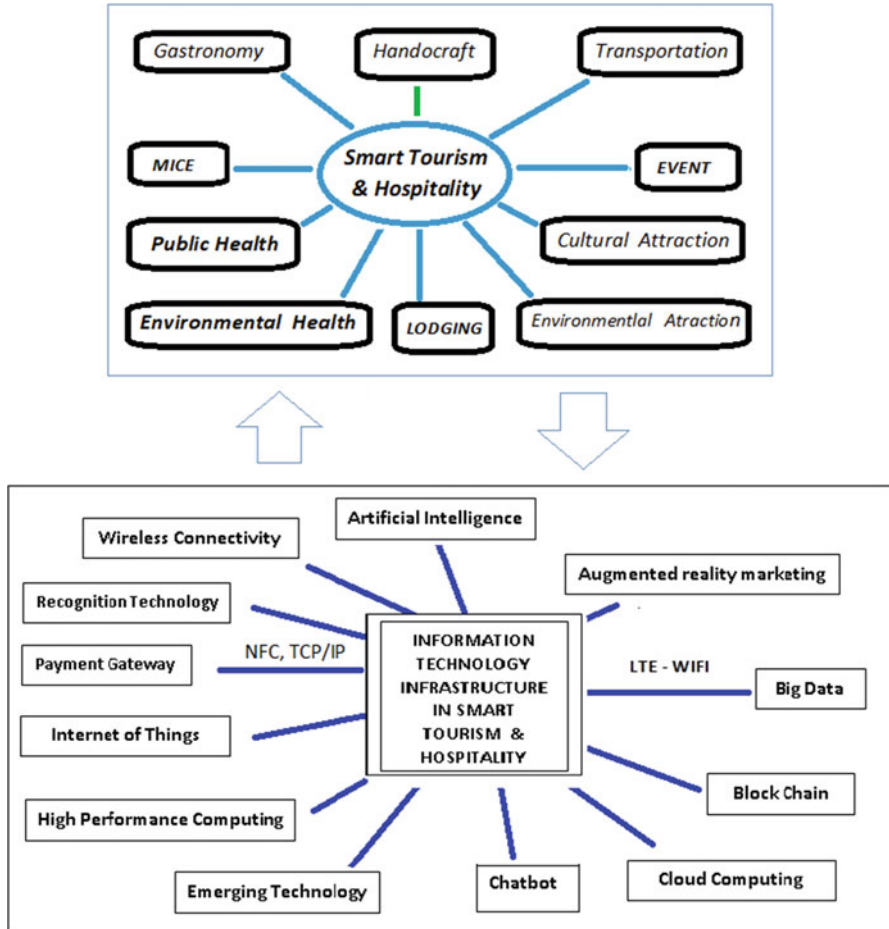 Gastronomy
Handocraft
Transportation
MICE
Smart Tourism
& Hospitality
EVENT
Public Health
Cultural Attraction
Environmental Health
LODGING
Environmentlal Atraction
Artificial Intelligence
Wireless Connectivity
Augmented reality marketing
Recognition Technology
Payment Gateway
NFC, TCP/IP
INFORMATION
TECHNOLOGY
INFRASTRUCTURE
IN SMART
TOURISM &
HOSPITALITY
LTE - WIFI
Big Data
Internet of Things
Block Chain
High Performance Computing
Emerging Technology
Chatbot
Cloud Computing